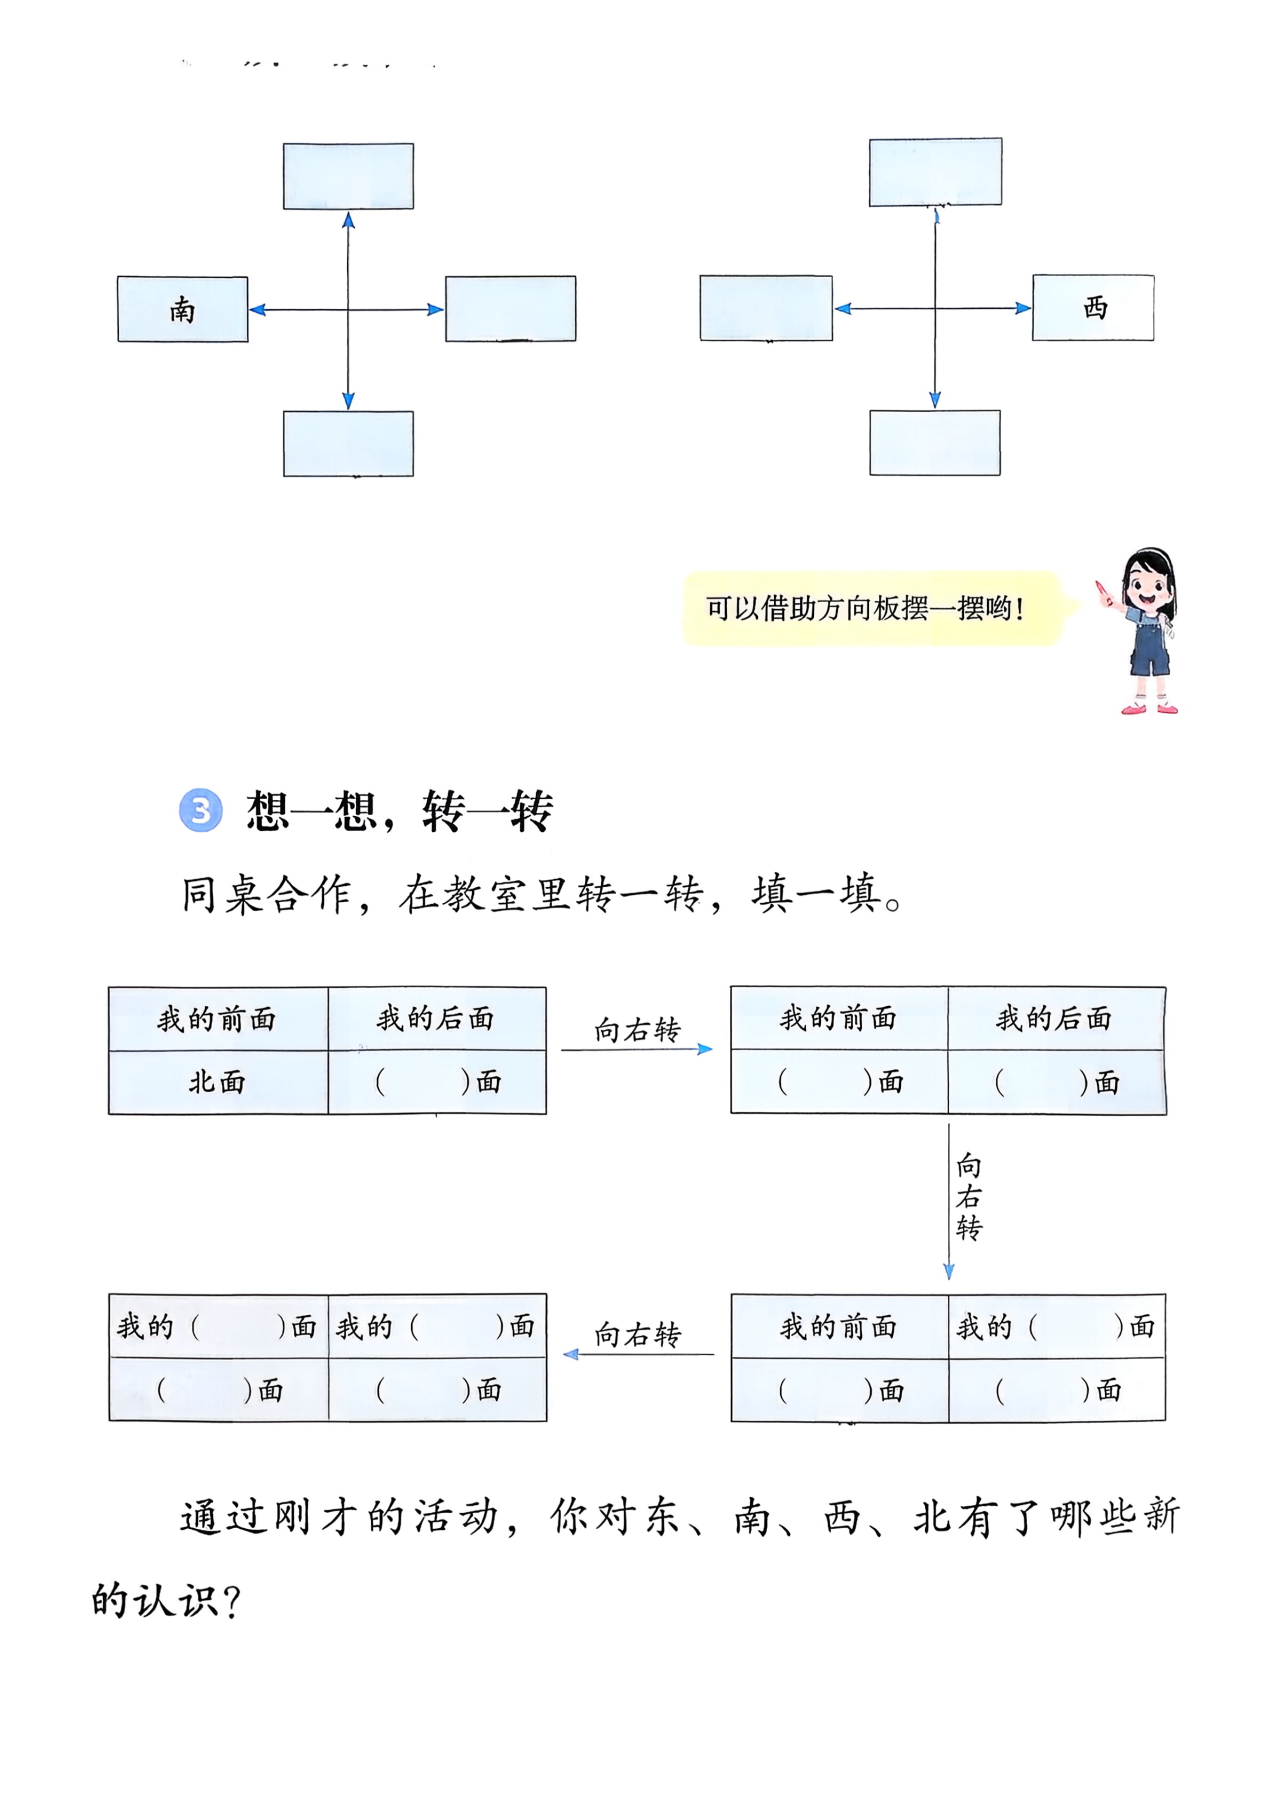 南
西
可以借助方向板摆一摆哟！
3 想一想，转一转
同桌合作，在教室里转一转，填一填。
我的前面 我的后面
北面 （ ）面
向右转
我的前面 我的后面
（ ）面 （ ）面
向右转
我的（ ）面 我的（ ）面
（ ）面 （ ）面
向右转
我的前面 我的（ ）面
（ ）面 （ ）面
通过刚才的活动，你对东、南、西、北有了哪些新
的认识？